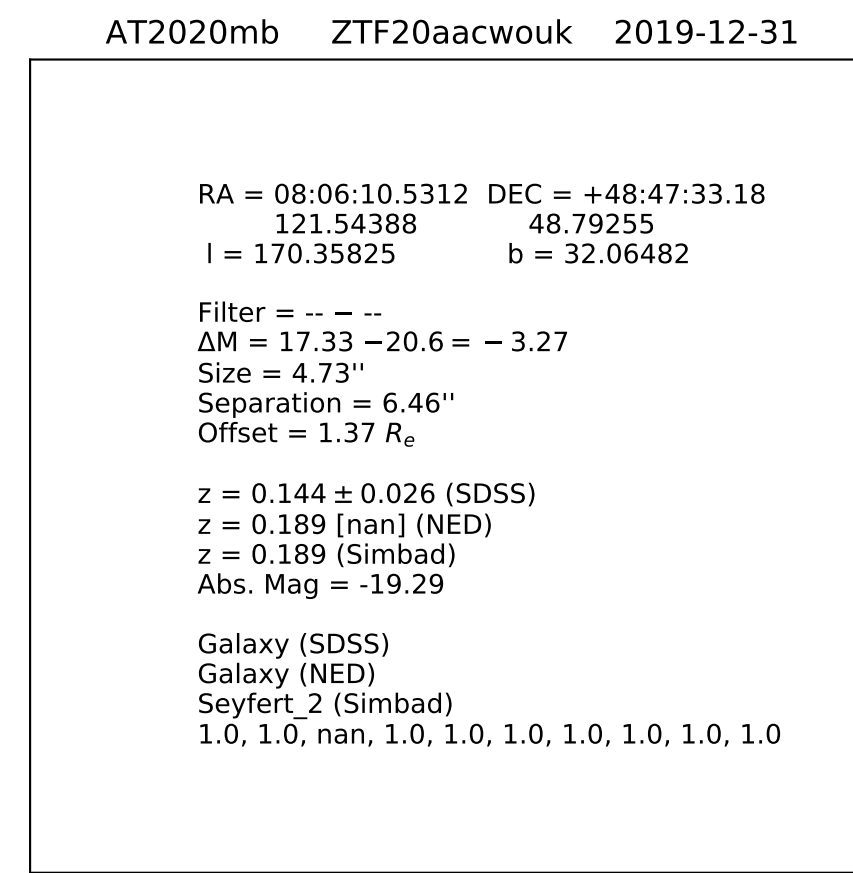 AT2020mb ZTF20aacwouk 2019-12-31
RA = 08:06:10.5312 DEC = +48:47:33.18
121.54388 48.79255
l = 170.35825 b = 32.06482
Filter = -- − --
ΔM = 17.33 −20.6 = − 3.27
Size = 4.73''
Separation = 6.46''
Offset = 1.37 Rₑ
z = 0.144 ± 0.026 (SDSS)
z = 0.189 [nan] (NED)
z = 0.189 (Simbad)
Abs. Mag = -19.29
Galaxy (SDSS)
Galaxy (NED)
Seyfert_2 (Simbad)
1.0, 1.0, nan, 1.0, 1.0, 1.0, 1.0, 1.0, 1.0, 1.0